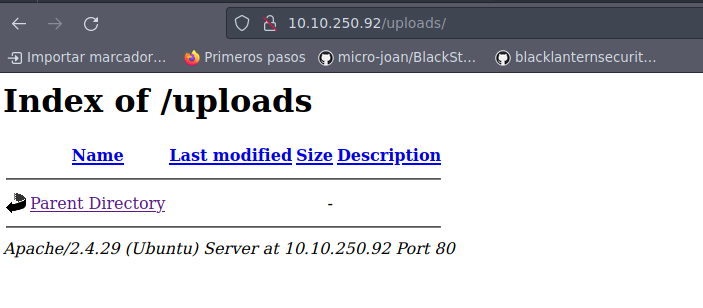 10.10.250.92/uploads/
Importar marcador… Primeros pasos micro-joan/BlackSt… blacklanternsecurit…
Index of /uploads
Name Last modified Size Description
Parent Directory -
Apache/2.4.29 (Ubuntu) Server at 10.10.250.92 Port 80